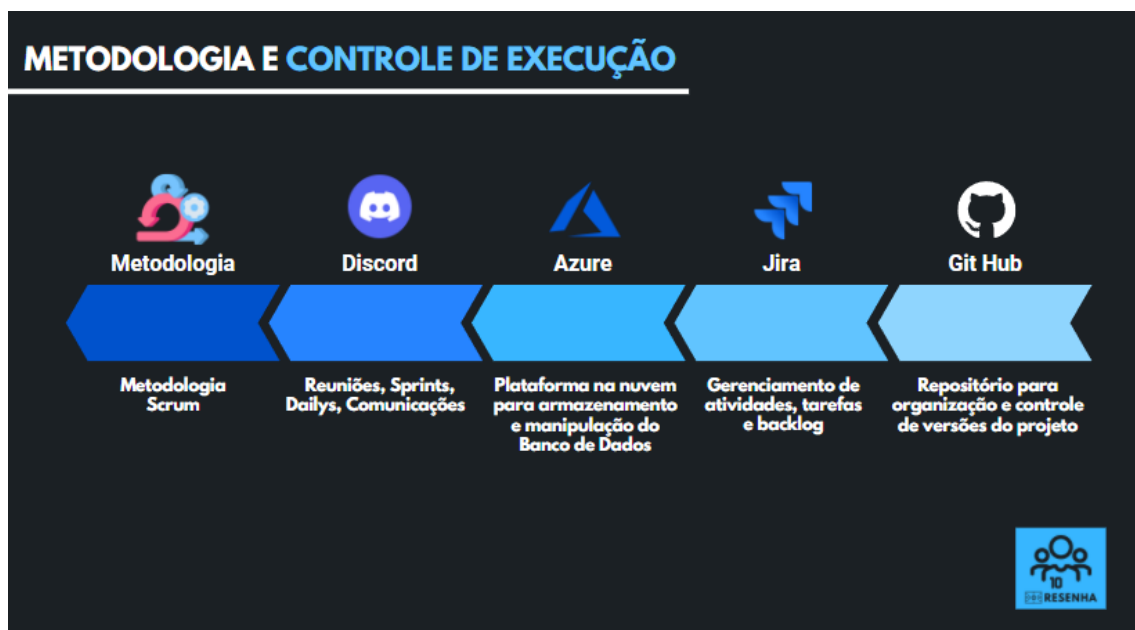 METODOLOGIA E CONTROLE DE EXECUÇÃO
Metodologia
Discord
Azure
Jira
Git Hub
Metodologia
Scrum
Reuniões, Sprints,
Dailys, Comunicações
Plataforma na nuvem
para armazenamento
e manipulação do
Banco de Dados
Gerenciamento de
atividades, tarefas
e backlog
Repositório para
organização e controle
de versões do projeto
10
RESENHA